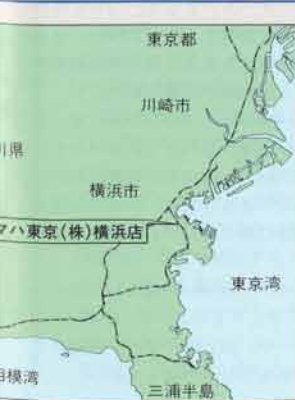 東京都
川崎市
川県
横浜市
マハ東京(株)横浜店
東京湾
相模湾
三浦半島